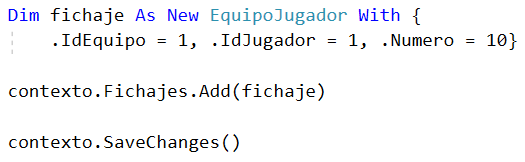 Dim fichaje As New EquipoJugador With {
.IdEquipo = 1, .IdJugador = 1, .Numero = 10}
contexto.Fichajes.Add(fichaje)
contexto.SaveChanges()